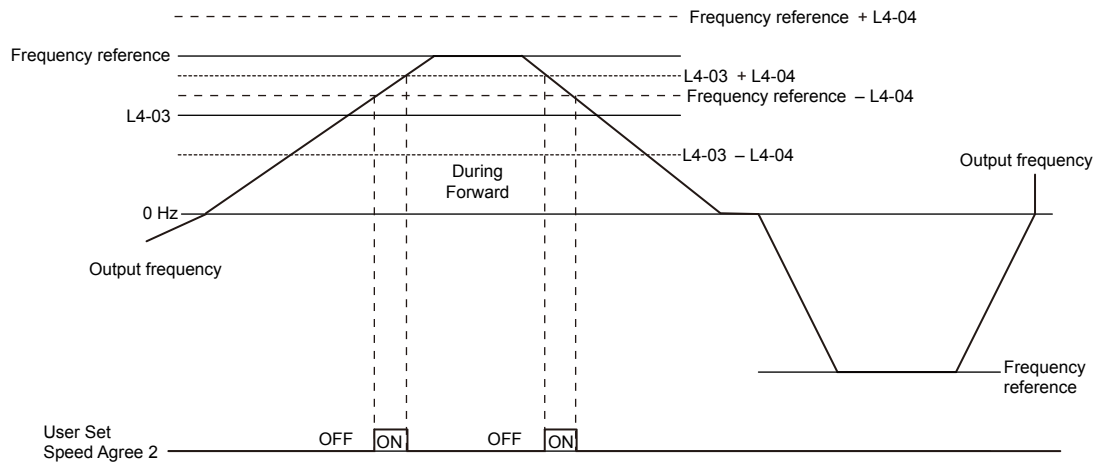 Frequency reference + L4-04
Frequency reference
L4-03 + L4-04
Frequency reference – L4-04
L4-03
L4-03 – L4-04
During
Forward
Output frequency
0 Hz
Output frequency
Frequency
reference
User Set
Speed Agree 2
OFF
ON
OFF
ON